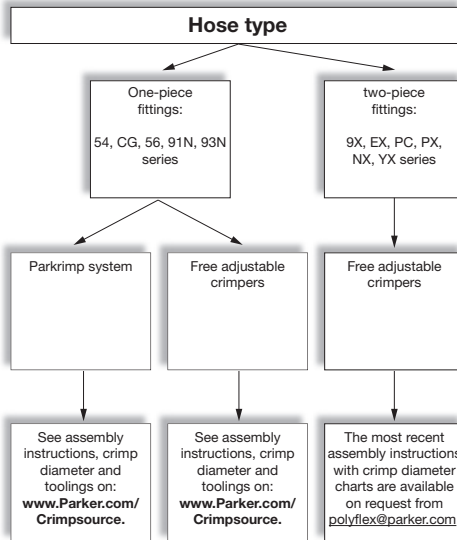 Hose type
One-piece
fittings:
54, CG, 56, 91N, 93N
series
two-piece
fittings:
9X, EX, PC, PX,
NX, YX series
Parkrimp system
Free adjustable
crimpers
Free adjustable
crimpers
See assembly
instructions, crimp
diameter and
toolings on:
www.Parker.com/
Crimpsource.
See assembly
instructions, crimp
diameter and
toolings on:
www.Parker.com/
Crimpsource.
The most recent
assembly instructions
with crimp diameter
charts are available
on request from
polyflex@parker.com